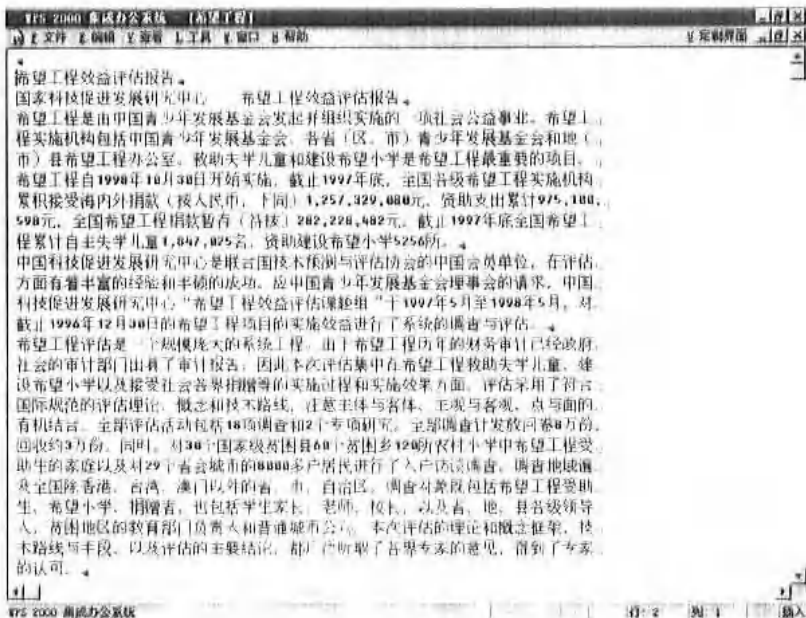 WPS 2000 集成办公系统 - [希望工程]
文件 编辑 查看 工具 窗口 帮助 定制界面
希望工程效益评估报告
国家科技促进发展研究中心 希望工程效益评估报告
希望工程是由中国青少年发展基金会发起并组织实施的一项社会公益事业。希望工
程实施机构包括中国青少年发展基金会、各省(区、市)青少年发展基金会和地(
市)县希望工程办公室。救助失学儿童和建设希望小学是希望工程最重要的项目。
希望工程自1990年10月30日开始实施,截止1997年底,全国各级希望工程实施机构
累积接受海内外捐款(按人民币,下同)1,257,329,080元,资助支出累计975,100,
598元,全国希望工程捐款暂存(各技)282,228,482元,截止1997年底全国希望工
程累计自主失学儿童1,847,025名,资助建设希望小学5256所。
中国科技促进发展研究中心是联合国技术预测与评估协会的中国会员单位,在评估
方面有着丰富的经验和丰硕的成功。应中国青少年发展基金会理事会的请求,中国
科技促进发展研究中心“希望工程效益评估课题组“于1997年5月至1998年5月,对
截止1996年12月30日的希望工程项目的实施效益进行了系统的调查与评估。
希望工程评估是一个规模庞大的系统工程。由于希望工程历年的财务审计已经政府
社会的审计部门出具了审计报告,因此本次评估集中在希望工程救助失学儿童、建
设希望小学以及接受社会各界捐赠等的实施过程和实施效果方面。评估采用了符合
国际规范的评估理论、概念和技术路线,注意主体与客体、主观与客观、点与面的
有机结合。全部评估活动包括18项调查和2个专项研究。全部调查计发放问卷8万份,
回收约3万份。同时,对30个国家级贫困县60个贫困乡120所农村小学中希望工程受
助生的家庭以及对29个省会城市的8000多户居民进行了入户访谈调查。调查地域遍
及全国除香港、台湾、澳门以外的省、市、自治区。调查对象既包括希望工程受助
生、希望小学、捐赠者,也包括学生家长、老师、校长,以及省、地、县各级领导
人、贫困地区的教育部门负责人和普通城市公司。本次评估的理论和概念框架、技
术路线与手段,以及评估的主要结论,都广泛听取了各界专家的意见,得到了专家
的认可。
WPS 2000 集成办公系统 行: 2 列: 1 插入